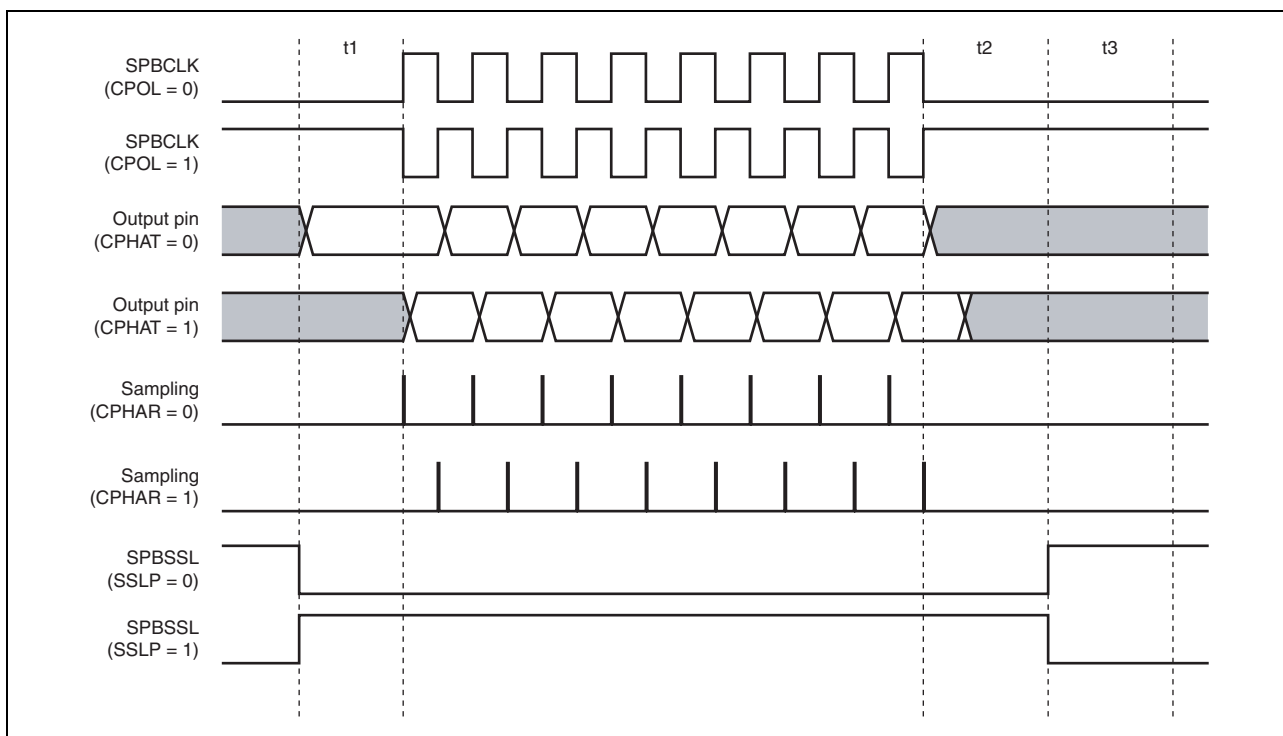 t1
t2
t3
SPBCLK
(CPOL = 0)
SPBCLK
(CPOL = 1)
Output pin
(CPHAT = 0)
Output pin
(CPHAT = 1)
Sampling
(CPHAR = 0)
Sampling
(CPHAR = 1)
SPBSSL
(SSLP = 0)
SPBSSL
(SSLP = 1)